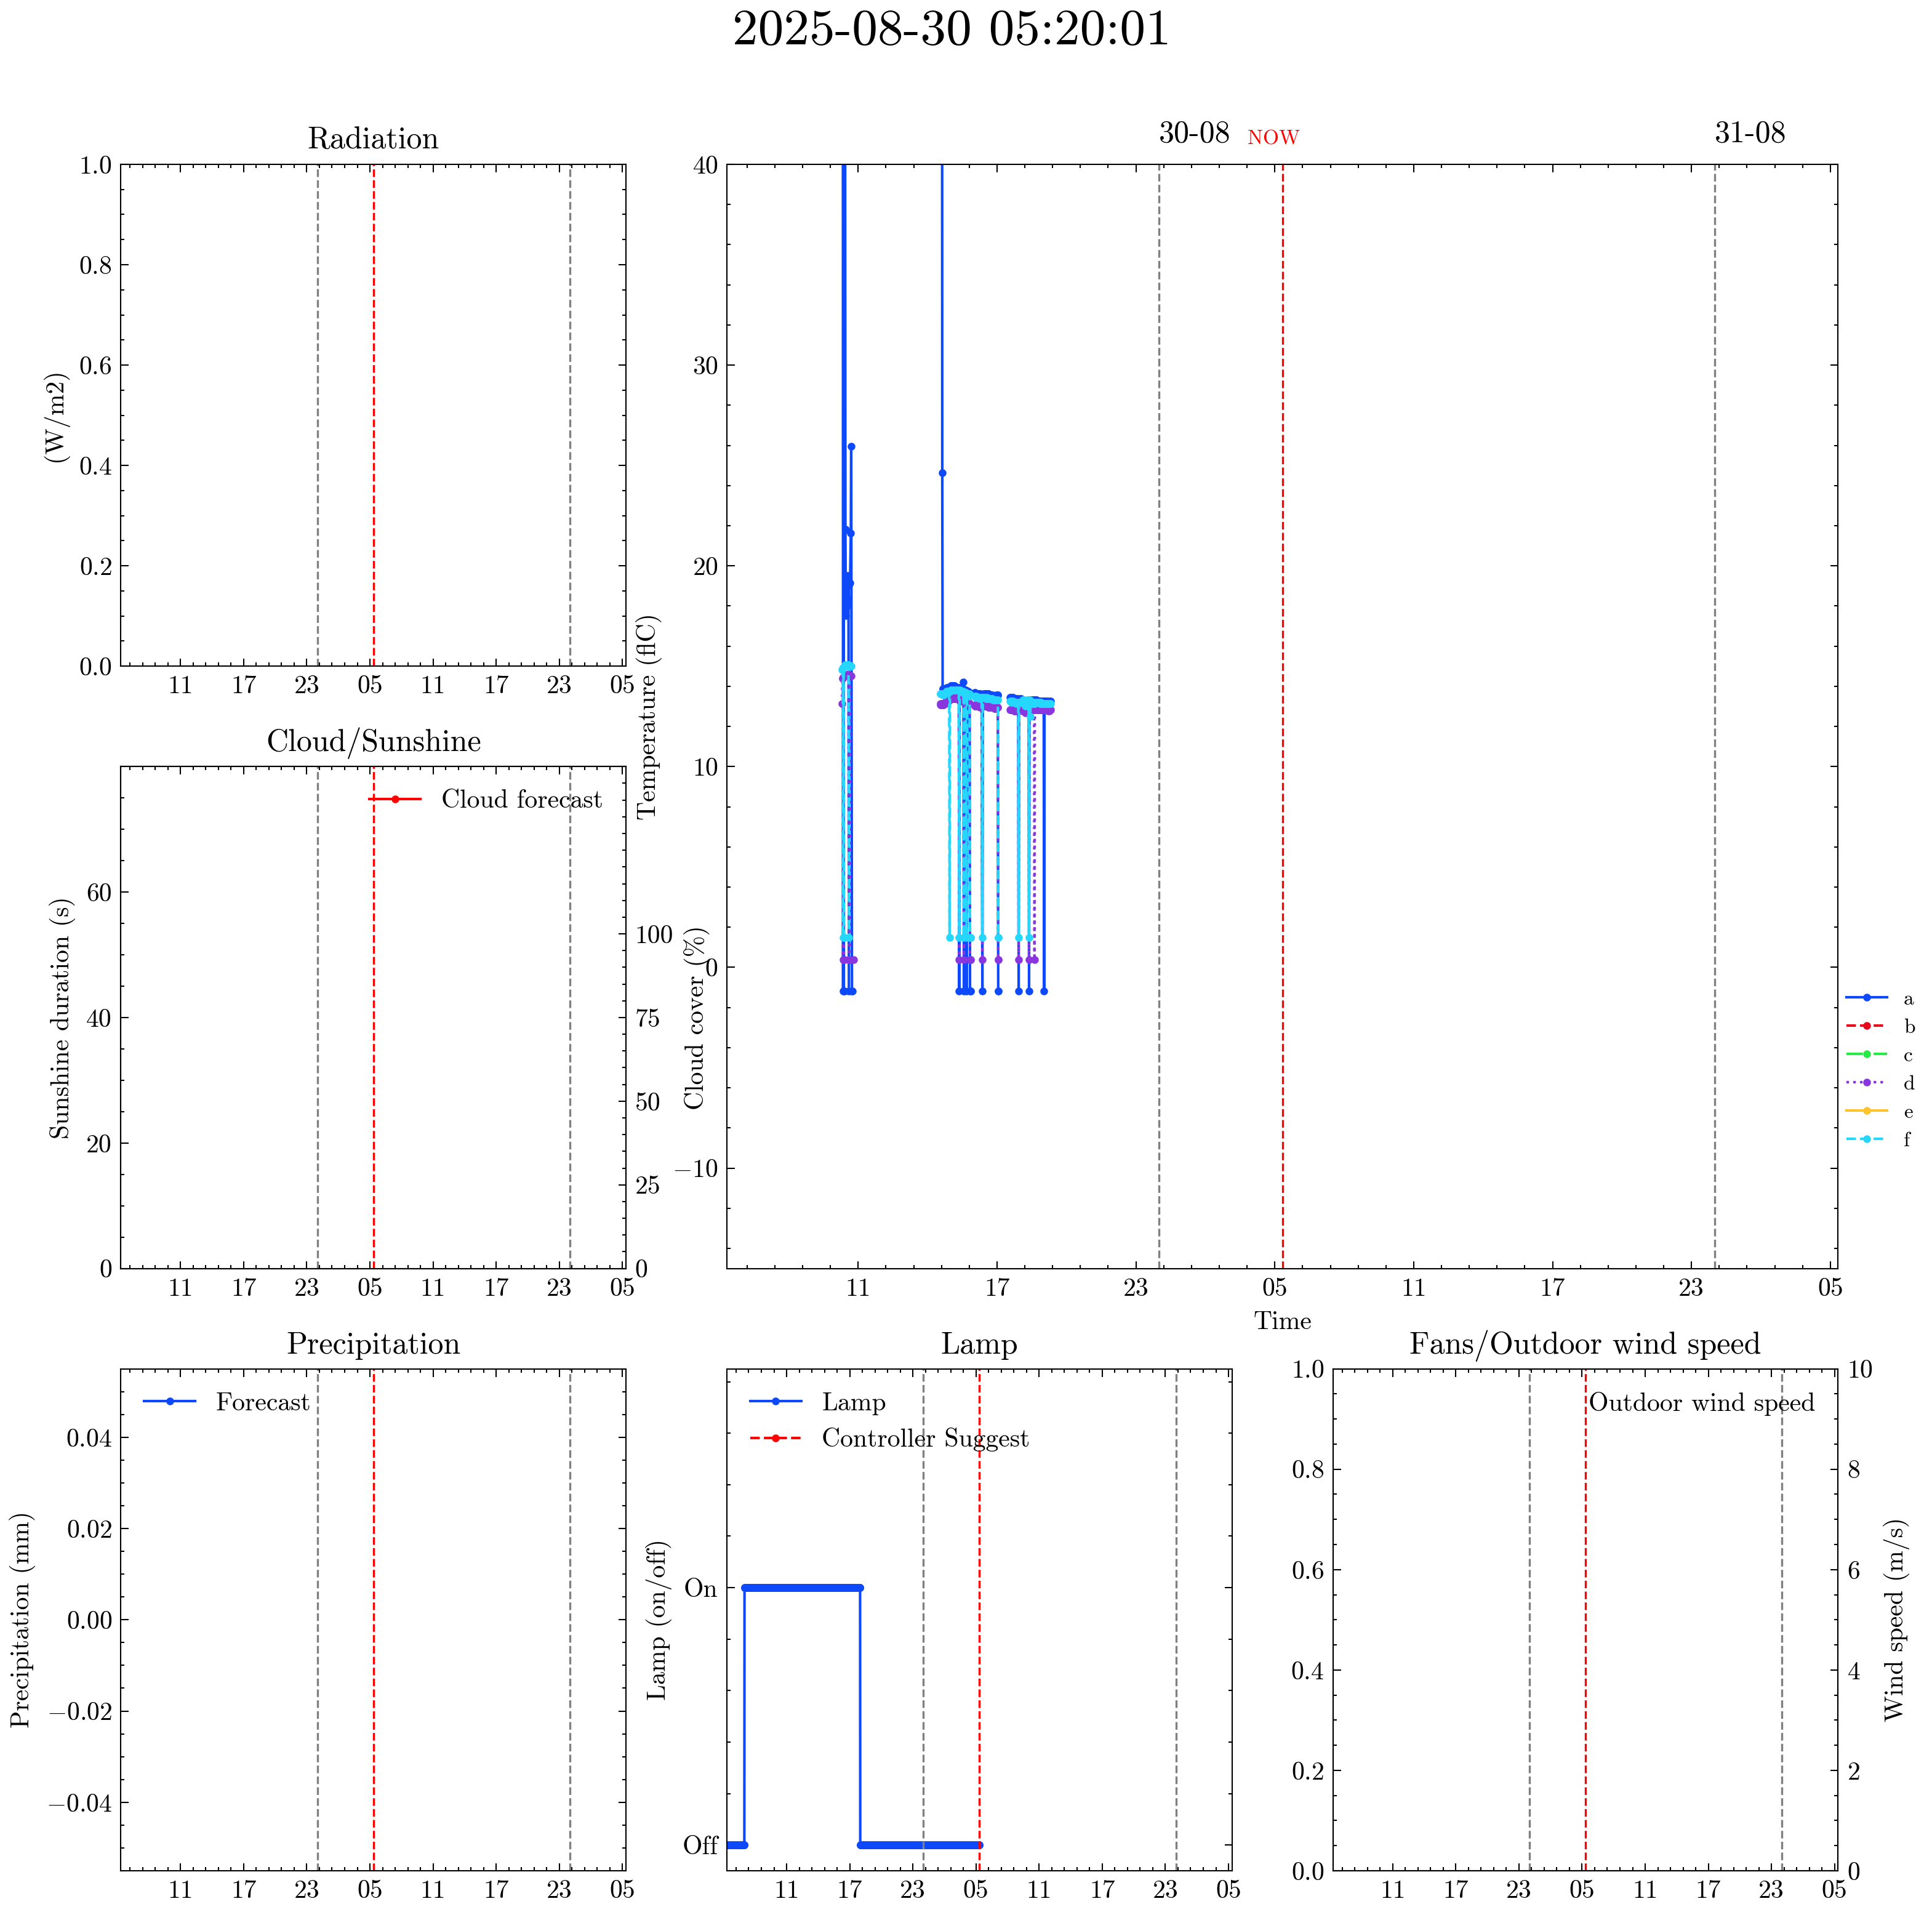 2025-08-30 05:20:01
Radiation
(W/m2)
1.0
0.8
0.6
0.4
0.2
0.0
11 17 23 05 11 17 23 05
Cloud/Sunshine
Cloud forecast
Sunshine duration (s)
60
40
20
0
100
75
50
25
0
Cloud cover (%)
11 17 23 05 11 17 23 05
30-08 NOW 31-08
Temperature (flC)
40
30
20
10
0
−10
11 17 23 05 11 17 23 05
Time
a
b
c
d
e
f
Precipitation
Forecast
Precipitation (mm)
0.04
0.02
0.00
−0.02
−0.04
11 17 23 05 11 17 23 05
Lamp
Lamp
Controller Suggest
Lamp (on/off)
On
Off
11 17 23 05 11 17 23 05
Fans/Outdoor wind speed
Outdoor wind speed
1.0
0.8
0.6
0.4
0.2
0.0
10
8
6
4
2
0
Wind speed (m/s)
11 17 23 05 11 17 23 05